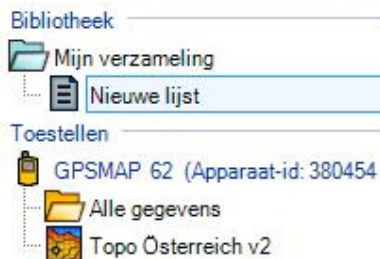 Bibliotheek
Mijn verzameling
Nieuwe lijst
Toestellen
GPSMAP 62 (Apparaat-id: 380454
Alle gegevens
Topo Österreich v2